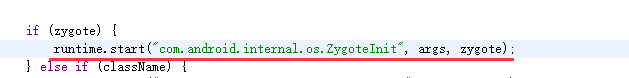 if (zygote) {
runtime.start("com.android.internal.os.ZygoteInit", args, zygote);
} else if (className) {